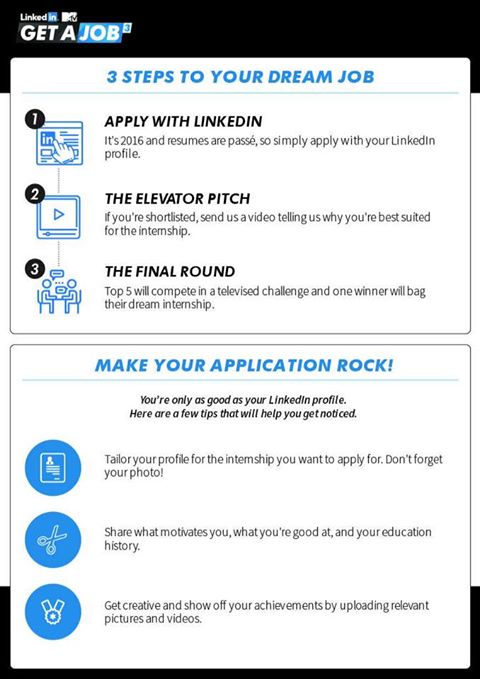 Linked in MTV
GET A JOB 3
3 STEPS TO YOUR DREAM JOB
1
in
APPLY WITH LINKEDIN
It's 2016 and resumes are passé, so simply apply with your LinkedIn
profile.
2
THE ELEVATOR PITCH
If you're shortlisted, send us a video telling us why you're best suited
for the internship.
3
THE FINAL ROUND
Top 5 will compete in a televised challenge and one winner will bag
their dream internship.
MAKE YOUR APPLICATION ROCK!
You're only as good as your LinkedIn profile.
Here are a few tips that will help you get noticed.
Tailor your profile for the internship you want to apply for. Don't forget
your photo!
Share what motivates you, what you're good at, and your education
history.
Get creative and show off your achievements by uploading relevant
pictures and videos.